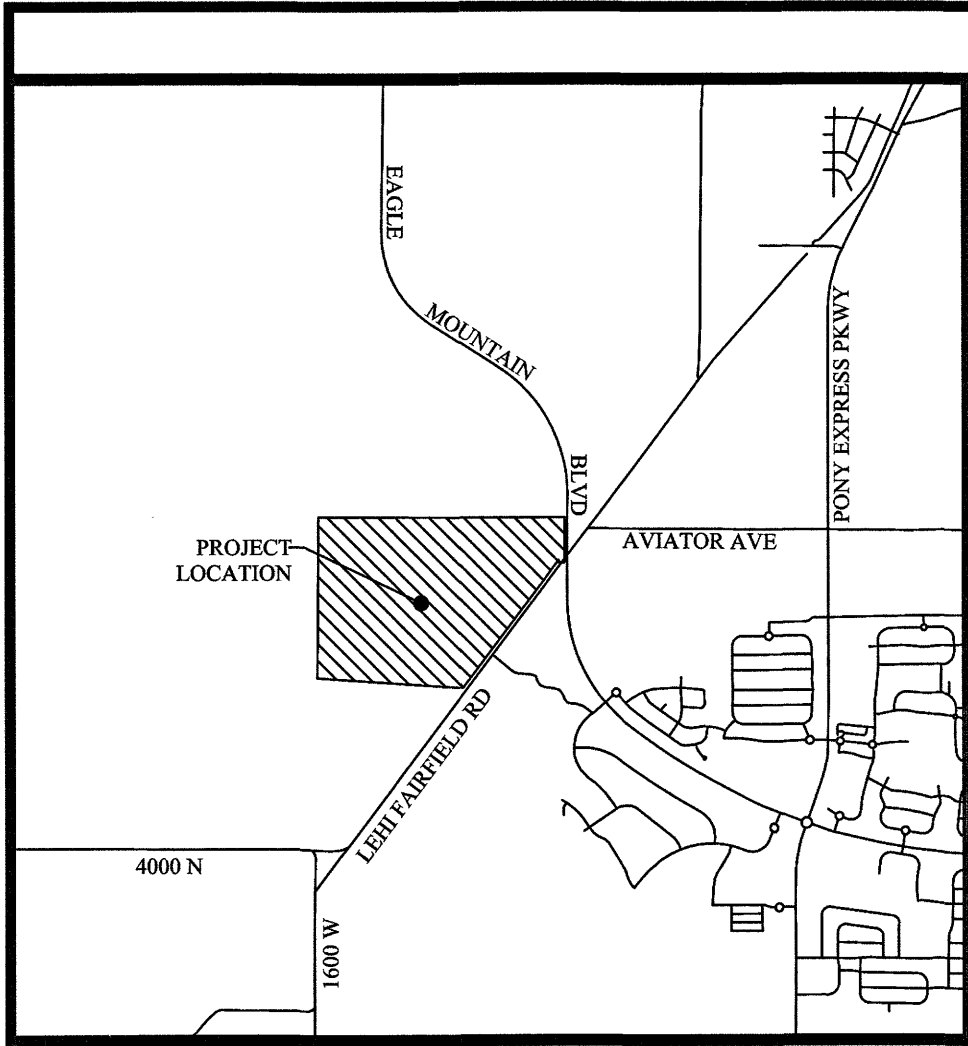 EAGLE
MOUNTAIN
BLVD
PONY EXPRESS PKWY
AVIATOR AVE
PROJECT
LOCATION
LEHI FAIRFIELD RD
4000 N
1600 W